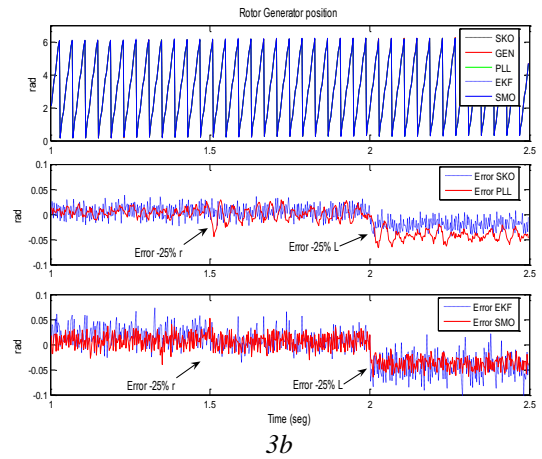 Rotor Generator position
6
4
2
0
rad
SKO
GEN
PLL
EKF
SMO
1
1.5
2
2.5
0.1
0.05
0
-0.05
-0.1
rad
Error SKO
Error PLL
Error -25% r
Error -25% L
1
1.5
2
2.5
0.1
0.05
0
-0.05
-0.1
rad
Error EKF
Error SMO
Error -25% r
Error -25% L
1
1.5
2
2.5
Time (seg)
3b